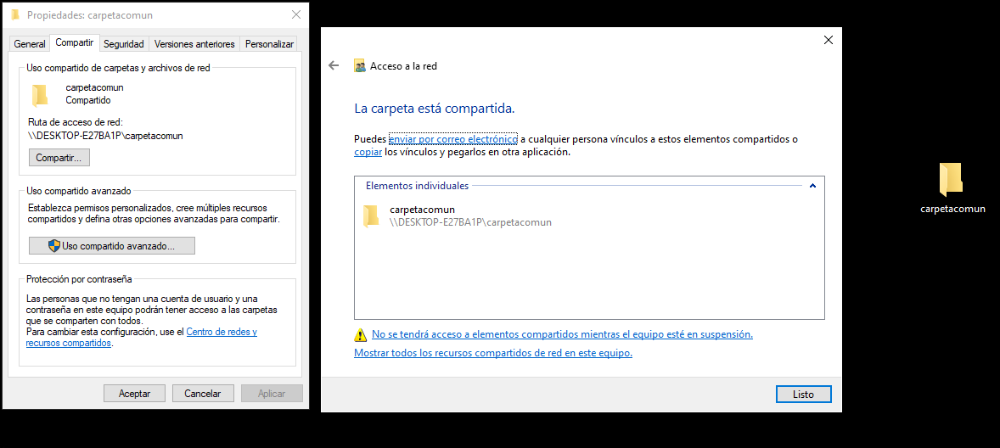 Propiedades: carpetacomun
General
Compartir
Seguridad
Versiones anteriores
Personalizar
Uso compartido de carpetas y archivos de red
carpetacomun
Compartido
Ruta de acceso de red:
\\DESKTOP-E27BA1P\carpetacomun
Compartir...
Uso compartido avanzado
Establezca permisos personalizados, cree múltiples recursos
compartidos y defina otras opciones avanzadas para compartir.
Uso compartido avanzado...
Protección por contraseña
Las personas que no tengan una cuenta de usuario y una
contraseña en este equipo podrán tener acceso a las carpetas
que se comparten con todos.
Para cambiar esta configuración, use el Centro de redes y
recursos compartidos.
Aceptar
Cancelar
Aplicar
Acceso a la red
La carpeta está compartida.
Puedes enviar por correo electrónico a cualquier persona vínculos a estos elementos compartidos o
copiar los vínculos y pegarlos en otra aplicación.
Elementos individuales
carpetacomun
\\DESKTOP-E27BA1P\carpetacomun
No se tendrá acceso a elementos compartidos mientras el equipo esté en suspensión.
Mostrar todos los recursos compartidos de red en este equipo.
Listo
carpetacomun